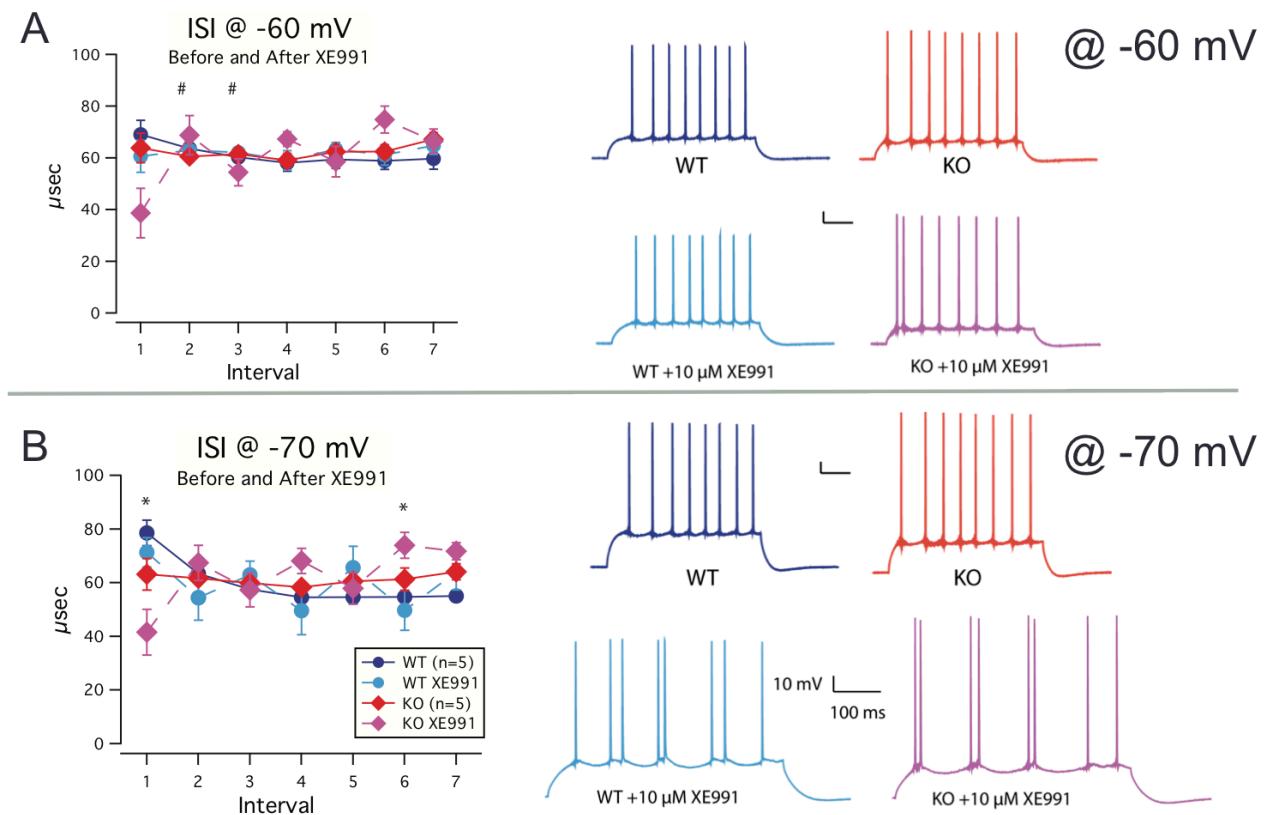 A
ISI @ -60 mV
Before and After XE991
@ -60 mV
100
80
60
40
20
0
µsec
#
#
1 2 3 4 5 6 7
Interval
WT
KO
WT +10 µM XE991
KO +10 µM XE991
B
ISI @ -70 mV
Before and After XE991
@ -70 mV
100
80
60
40
20
0
µsec
*
*
WT (n=5)
WT XE991
KO (n=5)
KO XE991
1 2 3 4 5 6 7
Interval
WT
KO
10 mV
100 ms
WT +10 µM XE991
KO +10 µM XE991